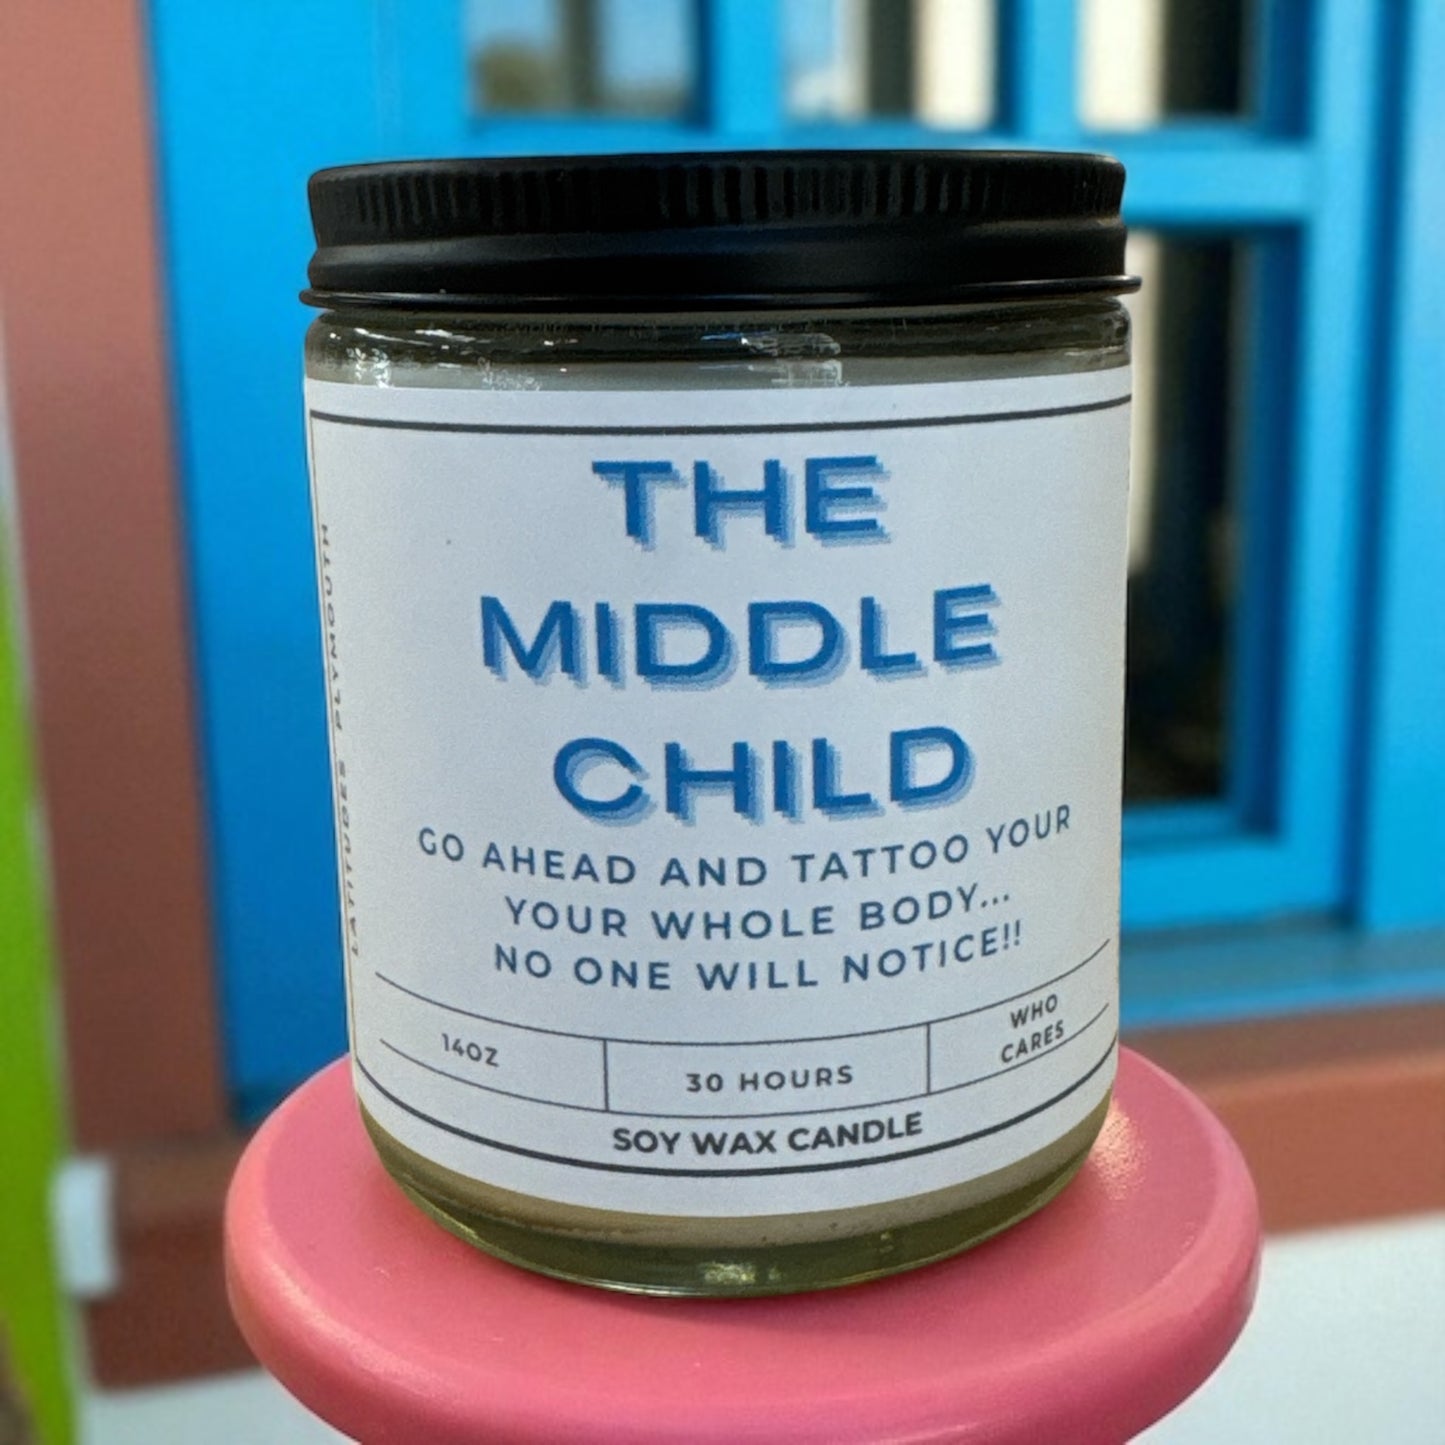 THE
MIDDLE
CHILD
GO AHEAD AND TATTOO YOUR
YOUR WHOLE BODY...
NO ONE WILL NOTICE!!
14OZ
30 HOURS
WHO
CARES
SOY WAX CANDLE
LATITUDES PLYMOUTH